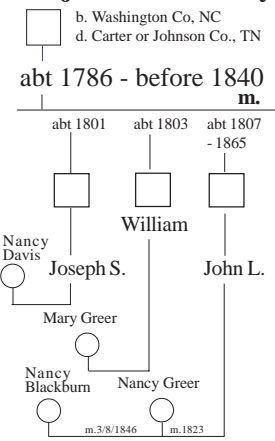 b. Washington Co, NC
d. Carter or Johnson Co., TN
abt 1786 - before 1840
m.
abt 1801 abt 1803 abt 1807
- 1865
William
Nancy
Davis
Joseph S. John L.
Mary Greer
Nancy
Blackburn
Nancy Greer
m.3/8/1846 m.1823